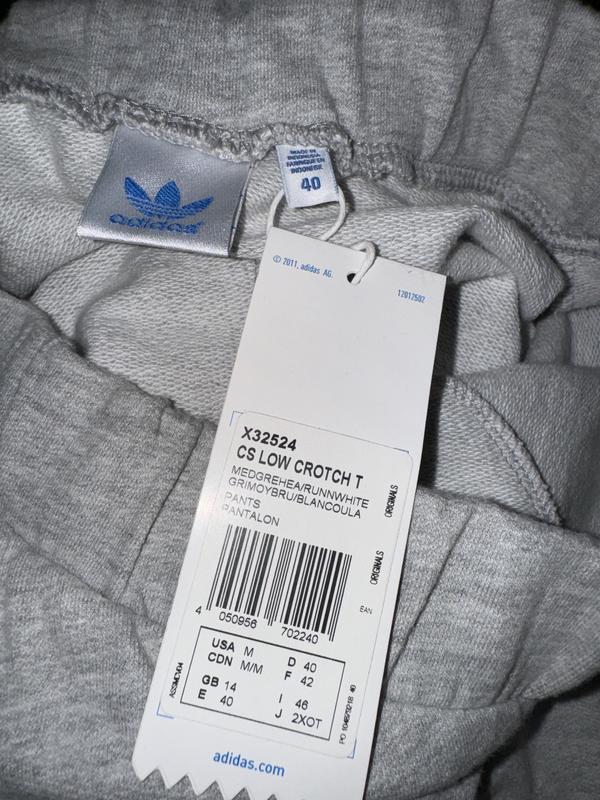 adidas
MADE IN
INDONESIA
FABRIQUE EN
INDONESIE
40
© 2011, adidas AG.
12012502
X32524
CS LOW CROTCH T
MEDGREHEA/RUNNWHITE
GRIMOYBRU/BLANCOULA
PANTS
PANTALON
ORIGINALS
ORIGINALS
EAN
4 050956 702240
USA M D 40
CDN M/M F 42
GB 14 I 46
E 40 J 2XOT
adidas.com